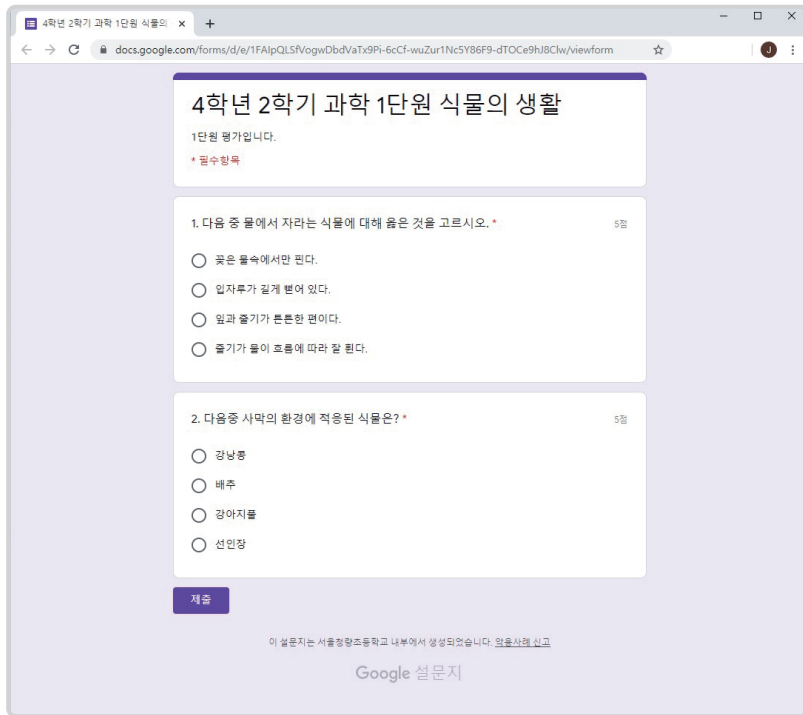 4학년 2학기 과학 1단원 식물의
docs.google.com/forms/d/e/1FAIpQLSfVogwDbdVaTx9Pi-6cCf-wuZur1Nc5Y86F9-dTOCe9hJ8Clw/viewform
J
4학년 2학기 과학 1단원 식물의 생활
1단원 평가입니다.
* 필수항목
1. 다음 중 물에서 자라는 식물에 대해 옳은 것을 고르시오. *
5점
꽃은 물속에서만 핀다.
입자루가 길게 뻗어 있다.
잎과 줄기가 튼튼한 편이다.
줄기가 물이 흐름에 따라 잘 휜다.
2. 다음중 사막의 환경에 적응된 식물은? *
5점
강낭콩
배추
강아지풀
선인장
제출
이 설문지는 서울청량초등학교 내부에서 생성되었습니다. 악용사례 신고
Google 설문지